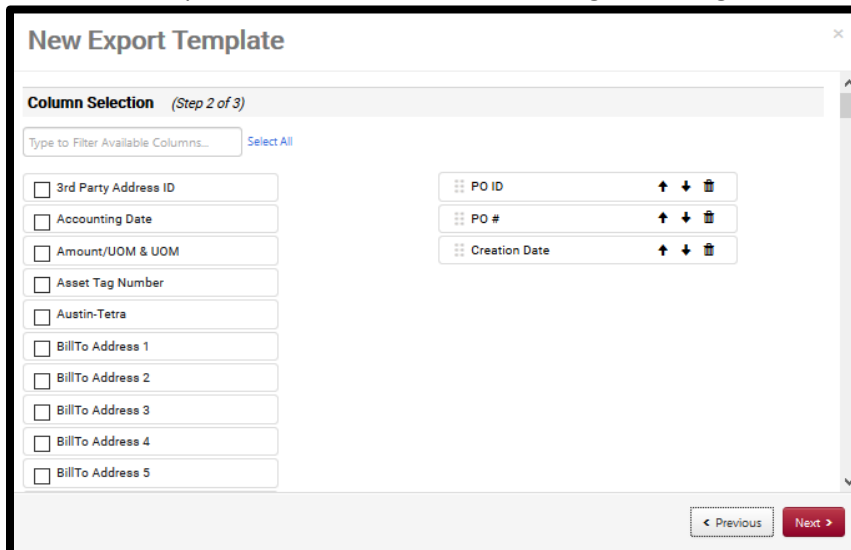 New Export Template
Column Selection (Step 2 of 3)
Type to Filter Available Columns... Select All
3rd Party Address ID
Accounting Date
Amount/UOM & UOM
Asset Tag Number
Austin-Tetra
BillTo Address 1
BillTo Address 2
BillTo Address 3
BillTo Address 4
BillTo Address 5
PO ID
PO #
Creation Date
Previous
Next